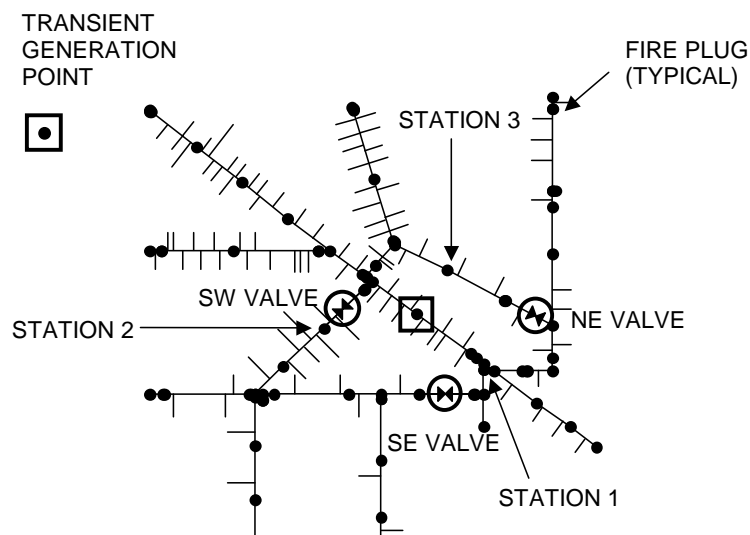 TRANSIENT
GENERATION
POINT
FIRE PLUG
(TYPICAL)
STATION 3
SW VALVE
NE VALVE
STATION 2
SE VALVE
STATION 1